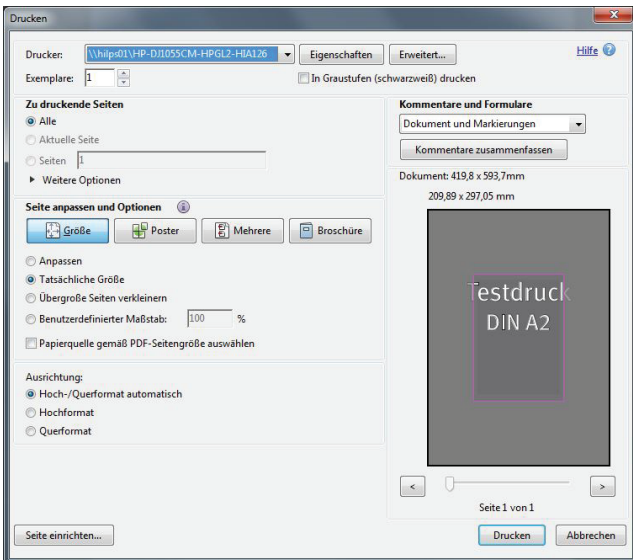 Drucken
Drucker: \\hilps01\HP-DJ1055CM-HPGL2-HIA126 Eigenschaften Erweitert... Hilfe
Exemplare: 1 In Graustufen (schwarzweiß) drucken
Zu druckende Seiten
Alle
Aktuelle Seite
Seiten 1
Weitere Optionen
Seite anpassen und Optionen
Größe Poster Mehrere Broschüre
Anpassen
Tatsächliche Größe
Übergroße Seiten verkleinern
Benutzerdefinierter Maßstab: 100 %
Papierquelle gemäß PDF-Seitengröße auswählen
Ausrichtung:
Hoch-/Querformat automatisch
Hochformat
Querformat
Kommentare und Formulare
Dokument und Markierungen
Kommentare zusammenfassen
Dokument: 419,8 x 593,7mm
209,89 x 297,05 mm
Testdruck
DIN A2
< >
Seite 1 von 1
Seite einrichten... Drucken Abbrechen